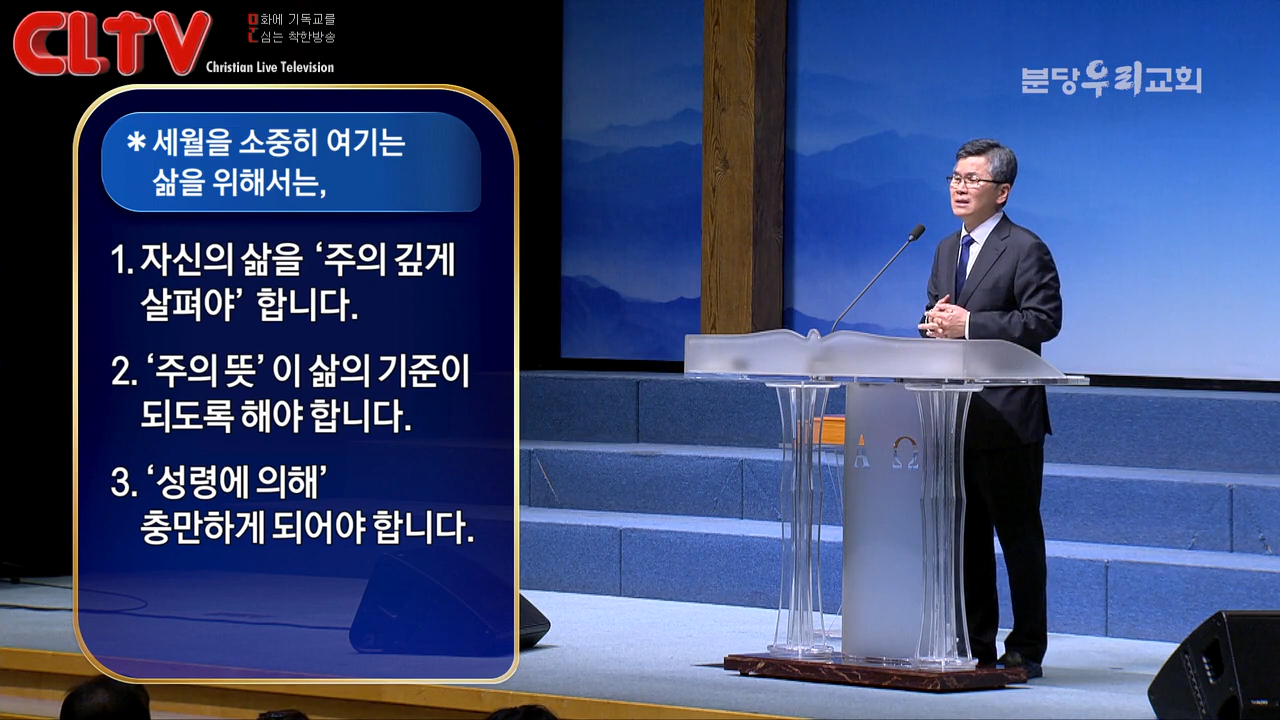 CLTV
문화에 기독교를
심는 착한방송
Christian Live Television
분당우리교회
* 세월을 소중히 여기는
삶을 위해서는,
1. 자신의 삶을 ‘주의 깊게
살펴야’ 합니다.
2. ‘주의 뜻’ 이 삶의 기준이
되도록 해야 합니다.
3. ‘성령에 의해’
충만하게 되어야 합니다.
Α Ω